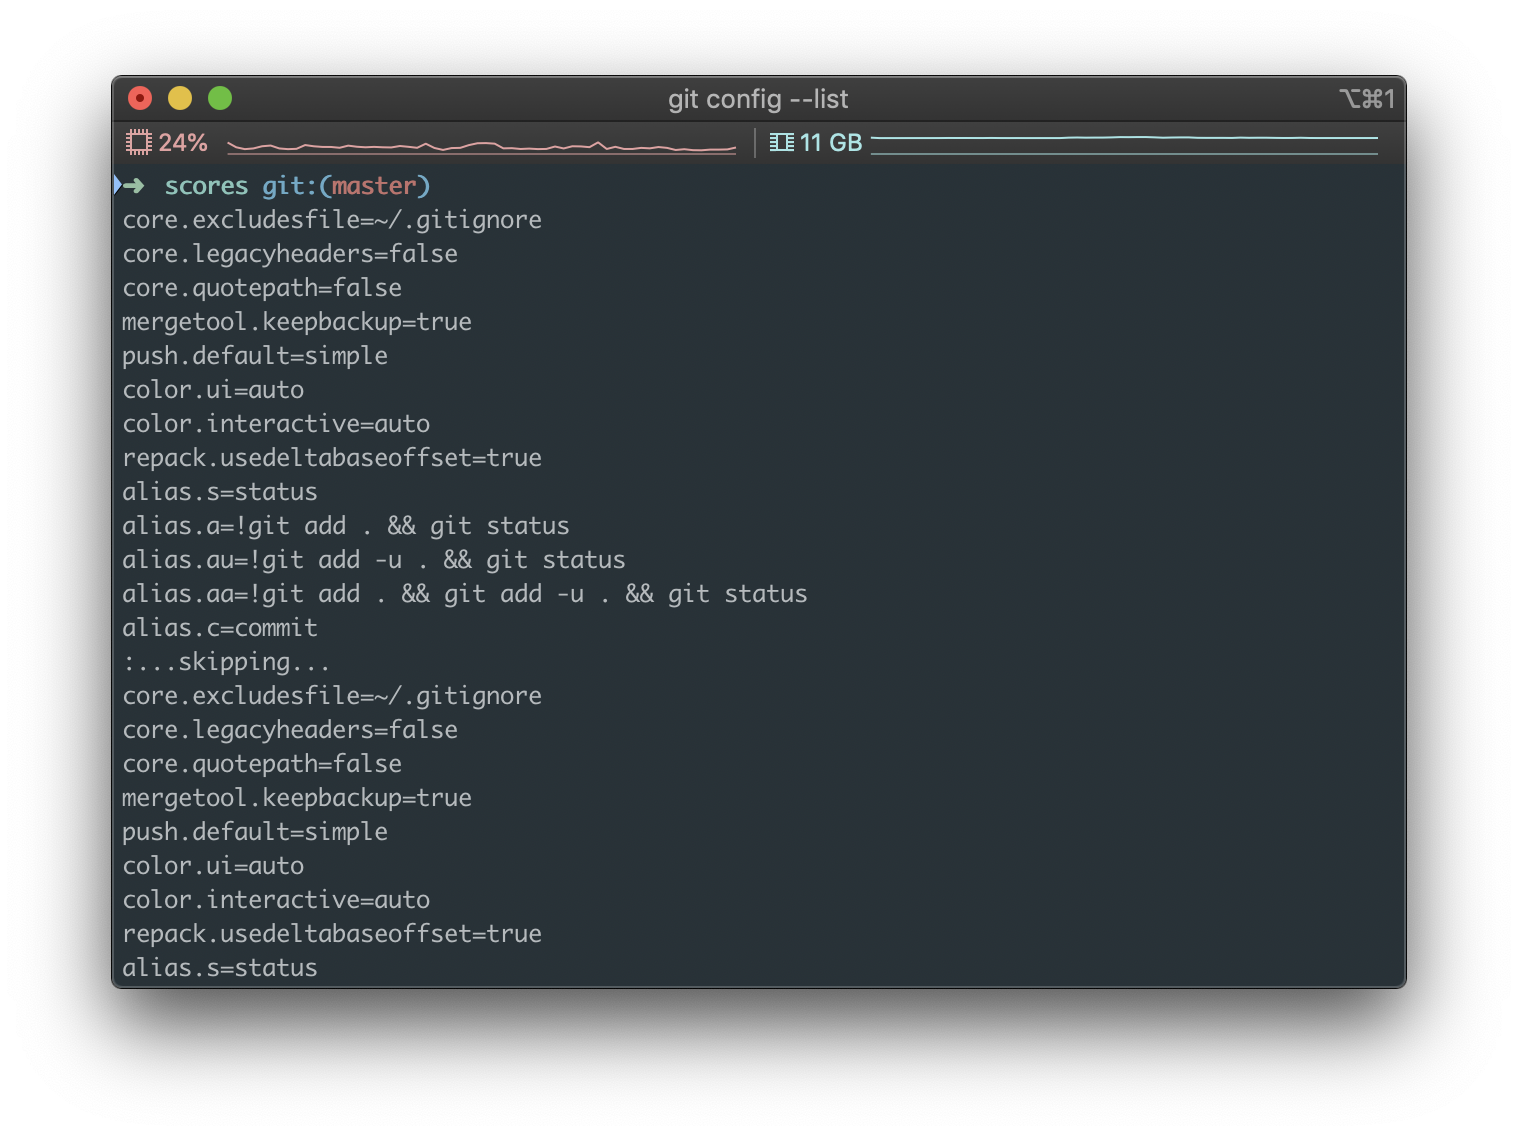 git config --list
⌥⌘1
24%
11 GB
➜ scores git:(master)
core.excludesfile=~/.gitignore
core.legacyheaders=false
core.quotepath=false
mergetool.keepbackup=true
push.default=simple
color.ui=auto
color.interactive=auto
repack.usedeltabaseoffset=true
alias.s=status
alias.a=!git add . && git status
alias.au=!git add -u . && git status
alias.aa=!git add . && git add -u . && git status
alias.c=commit
:...skipping...
core.excludesfile=~/.gitignore
core.legacyheaders=false
core.quotepath=false
mergetool.keepbackup=true
push.default=simple
color.ui=auto
color.interactive=auto
repack.usedeltabaseoffset=true
alias.s=status